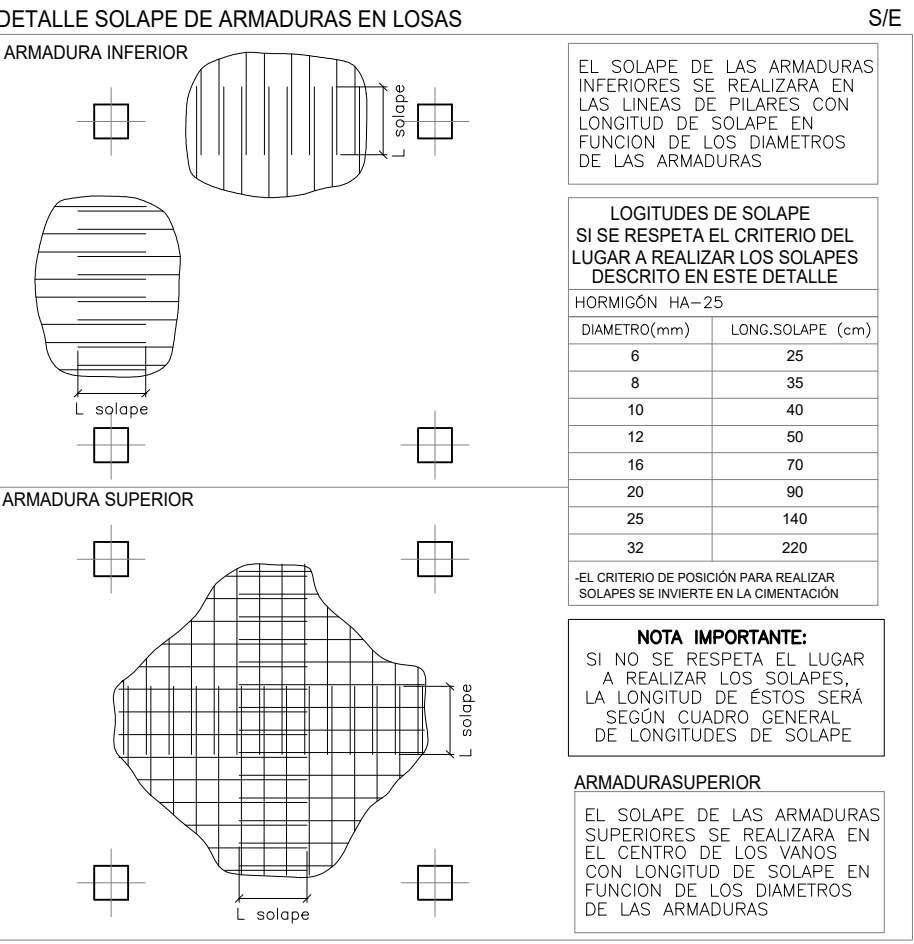 DETALLE SOLAPE DE ARMADURAS EN LOSAS
S/E
ARMADURA INFERIOR
L solape
L solape
EL SOLAPE DE LAS ARMADURAS
INFERIORES SE REALIZARA EN
LAS LINEAS DE PILARES CON
LONGITUD DE SOLAPE EN
FUNCION DE LOS DIAMETROS
DE LAS ARMADURAS
LOGITUDES DE SOLAPE
SI SE RESPETA EL CRITERIO DEL
LUGAR A REALIZAR LOS SOLAPES
DESCRITO EN ESTE DETALLE
HORMIGÓN HA-25
DIAMETRO(mm) LONG.SOLAPE (cm)
6 25
8 35
10 40
12 50
16 70
20 90
25 140
32 220
-EL CRITERIO DE POSICIÓN PARA REALIZAR
SOLAPES SE INVIERTE EN LA CIMENTACIÓN
ARMADURA SUPERIOR
L solape
L solape
NOTA IMPORTANTE:
SI NO SE RESPETA EL LUGAR
A REALIZAR LOS SOLAPES,
LA LONGITUD DE ÉSTOS SERÁ
SEGÚN CUADRO GENERAL
DE LONGITUDES DE SOLAPE
ARMADURASUPERIOR
EL SOLAPE DE LAS ARMADURAS
SUPERIORES SE REALIZARA EN
EL CENTRO DE LOS VANOS
CON LONGITUD DE SOLAPE EN
FUNCION DE LOS DIAMETROS
DE LAS ARMADURAS